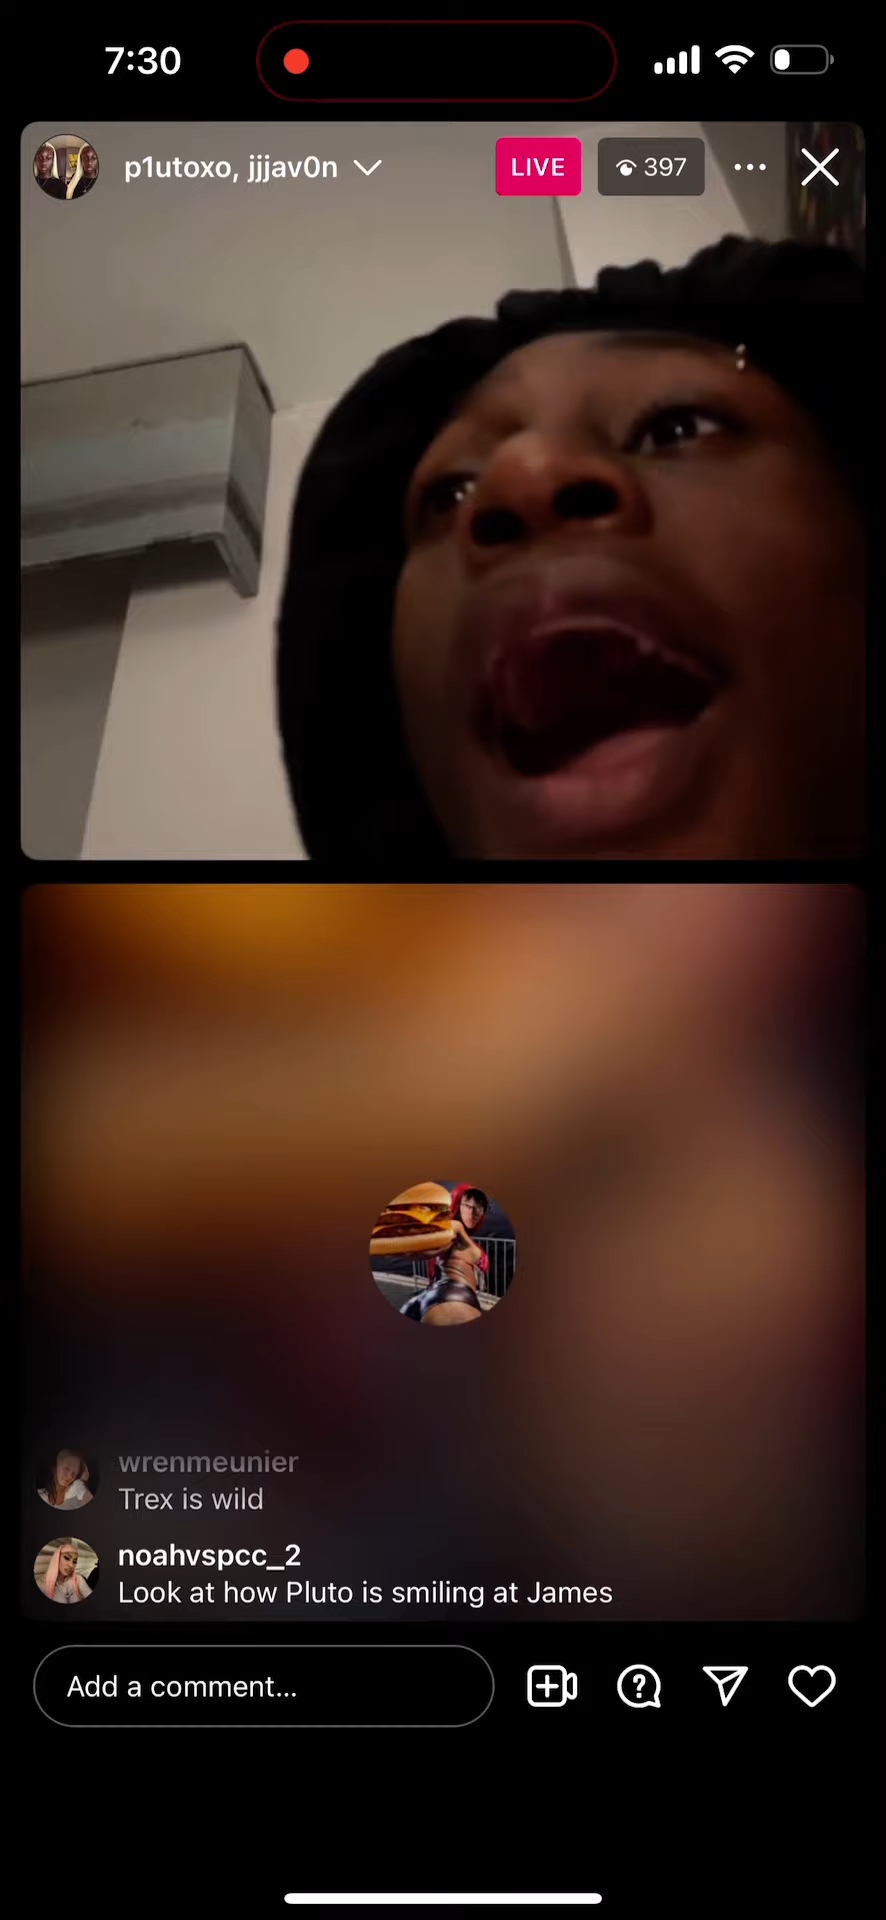 7:30
p1utoxo, jjjav0n
LIVE
397
wrenmeunier
Trex is wild
noahvspcc_2
Look at how Pluto is smiling at James
Add a comment...